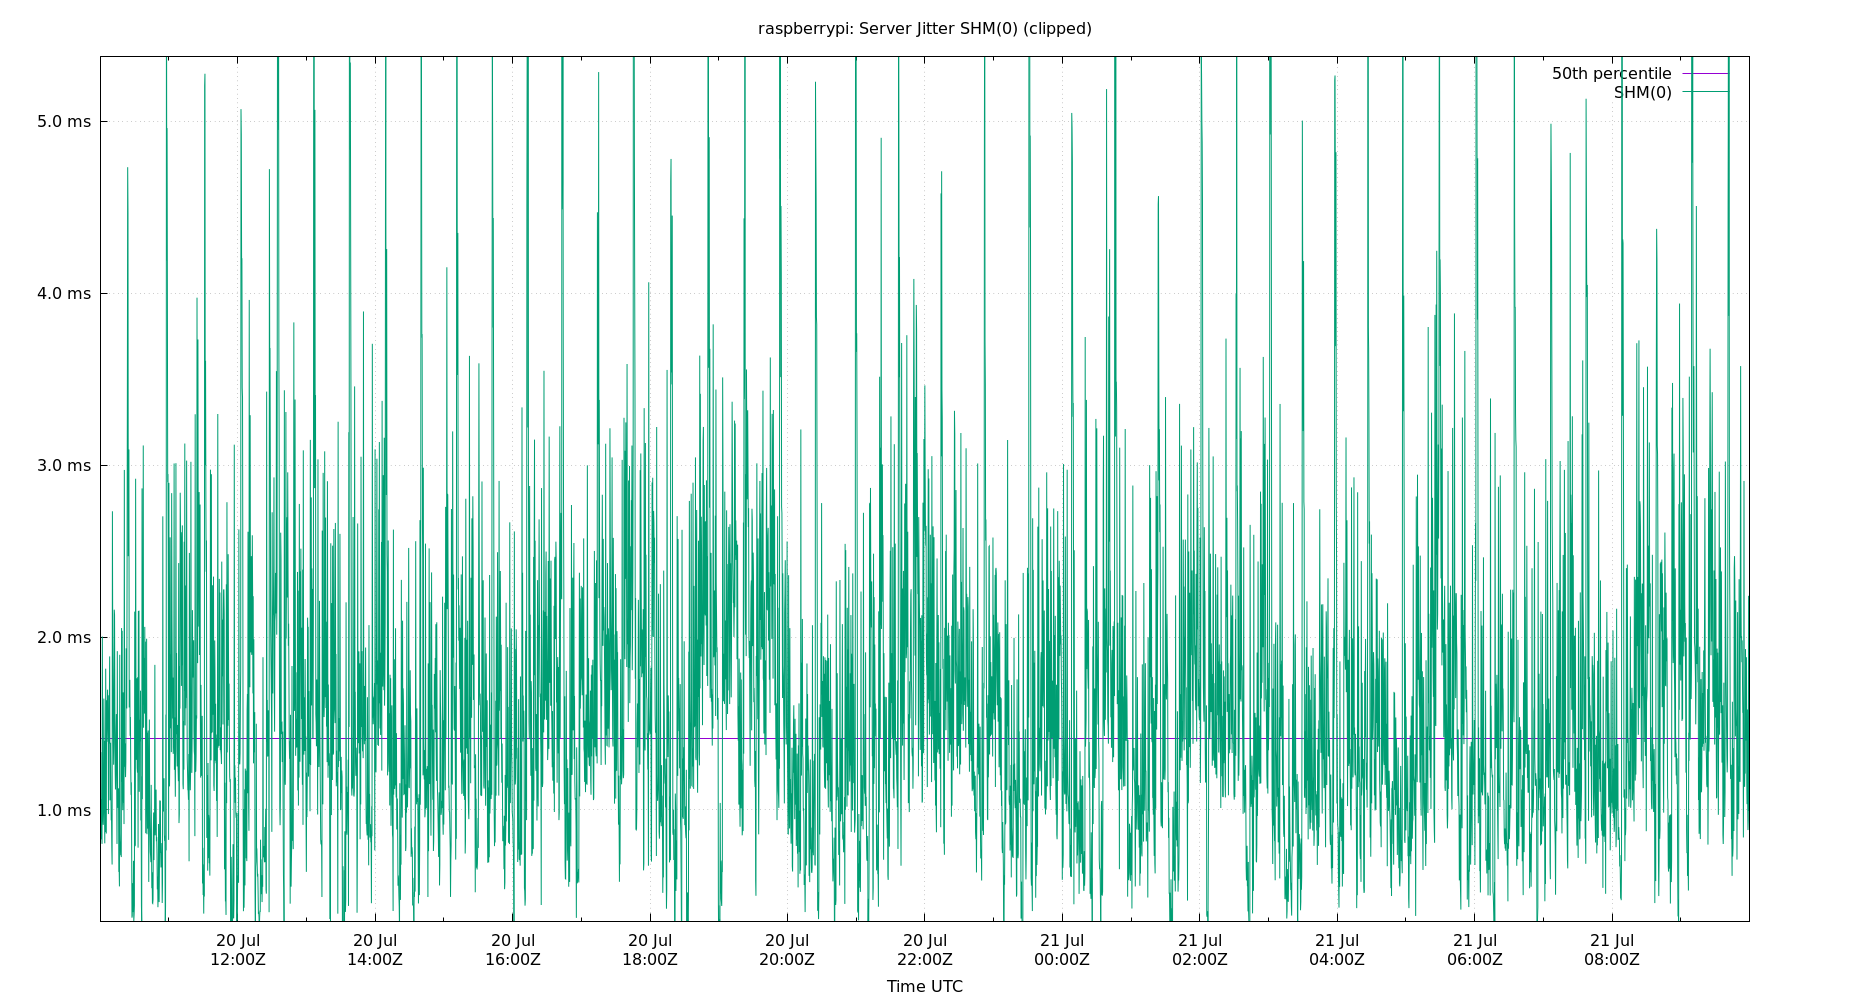 raspberrypi: Server Jitter SHM(0) (clipped)
50th percentile
SHM(0)
5.0 ms
4.0 ms
3.0 ms
2.0 ms
1.0 ms
20 Jul 20 Jul 20 Jul 20 Jul 20 Jul 20 Jul 21 Jul 21 Jul 21 Jul 21 Jul 21 Jul
12:00Z 14:00Z 16:00Z 18:00Z 20:00Z 22:00Z 00:00Z 02:00Z 04:00Z 06:00Z 08:00Z
Time UTC